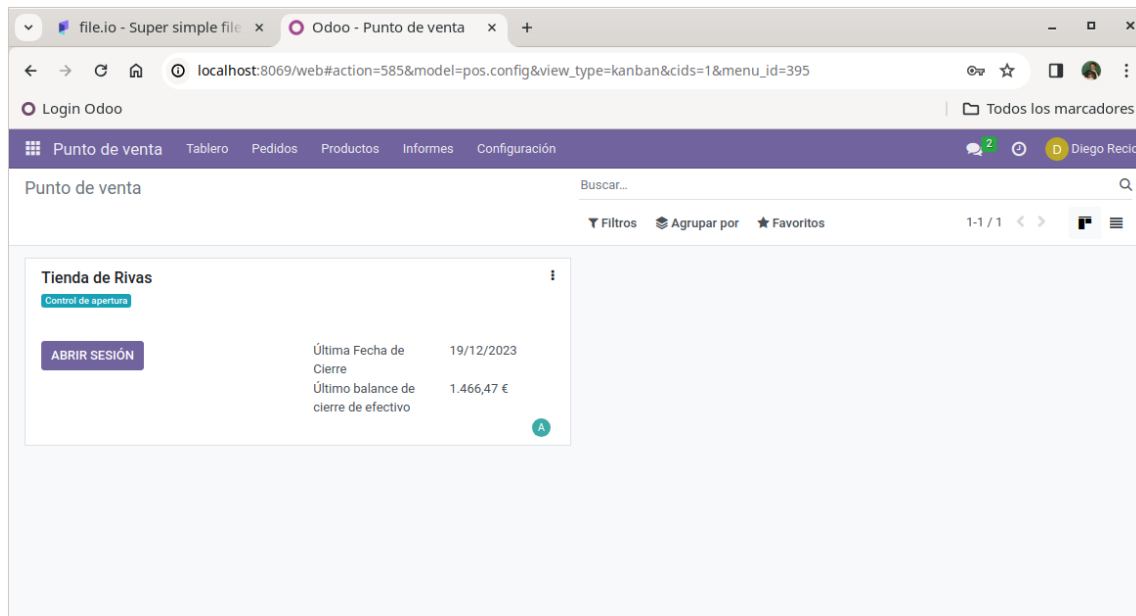 file.io - Super simple file
Odoo - Punto de venta
localhost:8069/web#action=585&model=pos.config&view_type=kanban&cids=1&menu_id=395
Login Odoo
Todos los marcadores
Punto de venta Tablero Pedidos Productos Informes Configuración 2 D Diego Recio
Punto de venta
Buscar...
Filtros Agrupar por Favoritos 1-1 / 1
Tienda de Rivas
Control de apertura
ABRIR SESIÓN
Última Fecha de Cierre 19/12/2023
Último balance de cierre de efectivo 1.466,47 €
A